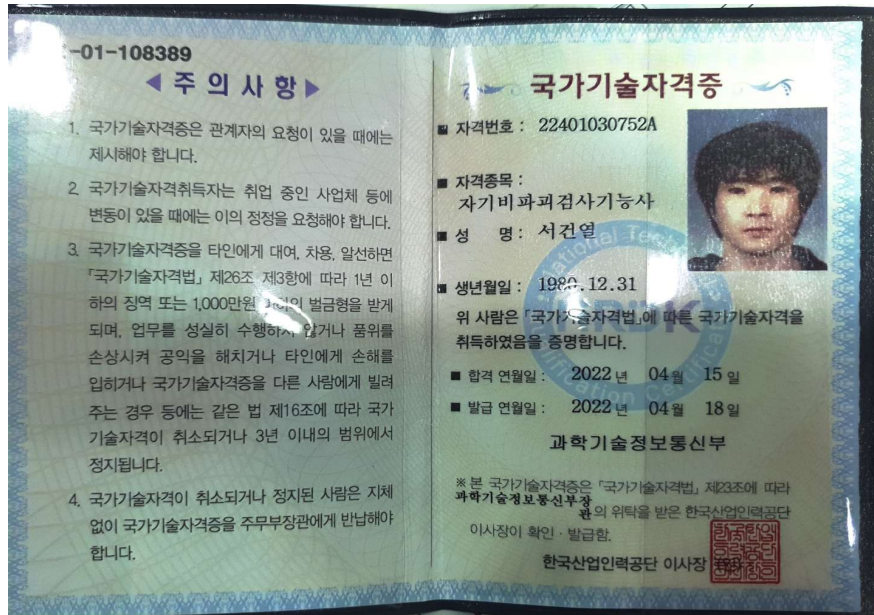 -01-108389
◀주의사항▶
1. 국가기술자격증은 관계자의 요청이 있을 때에는
제시해야 합니다.
2. 국가기술자격취득자는 취업 중인 사업체 등에
변동이 있을 때에는 이의 정정을 요청해야 합니다.
3. 국가기술자격증을 타인에게 대여, 차용, 알선하면
「국가기술자격법」 제26조 제3항에 따라 1년 이
하의 징역 또는 1,000만원 이하의 벌금형을 받게
되며, 업무를 성실히 수행하지 않거나 품위를
손상시켜 공익을 해치거나 타인에게 손해를
입히거나 국가기술자격증을 다른 사람에게 빌려
주는 경우 등에는 같은 법 제16조에 따라 국가
기술자격이 취소되거나 3년 이내의 범위에서
정지됩니다.
4. 국가기술자격이 취소되거나 정지된 사람은 지체
없이 국가기술자격증을 주무부장관에게 반납해야
합니다.
국가기술자격증
■ 자격번호 : 22401030752A
■ 자격종목 :
자기비파괴검사기능사
■ 성 명 : 서건열
■ 생년월일 : 1980.12.31
위 사람은 「국가기술자격법」에 따른 국가기술자격을
취득하였음을 증명합니다.
■ 합격 연월일 : 2022 년 04 월 15 일
■ 발급 연월일 : 2022 년 04 월 18 일
과학기술정보통신부
※ 본 국가기술자격증은 「국가기술자격법」 제23조에 따라
과학기술정보통신부장
관의 위탁을 받은 한국산업인력공단
이사장이 확인·발급함.
한국산업인력공단 이사장